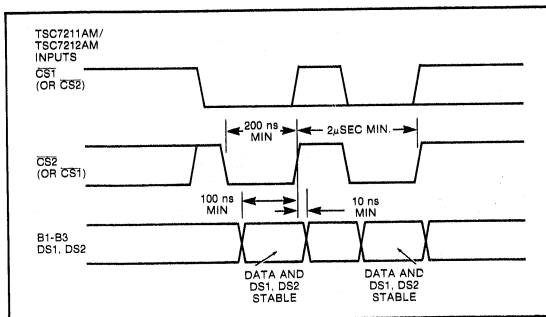 TSC7211AM/
TSC7212AM
INPUTS
CS1
(OR CS2)
200 ns
MIN
2μSEC MIN.
CS2
(OR CS1)
100 ns
MIN
10 ns
MIN
B1-B3
DS1, DS2
DATA AND
DS1, DS2
STABLE
DATA AND
DS1, DS2
STABLE